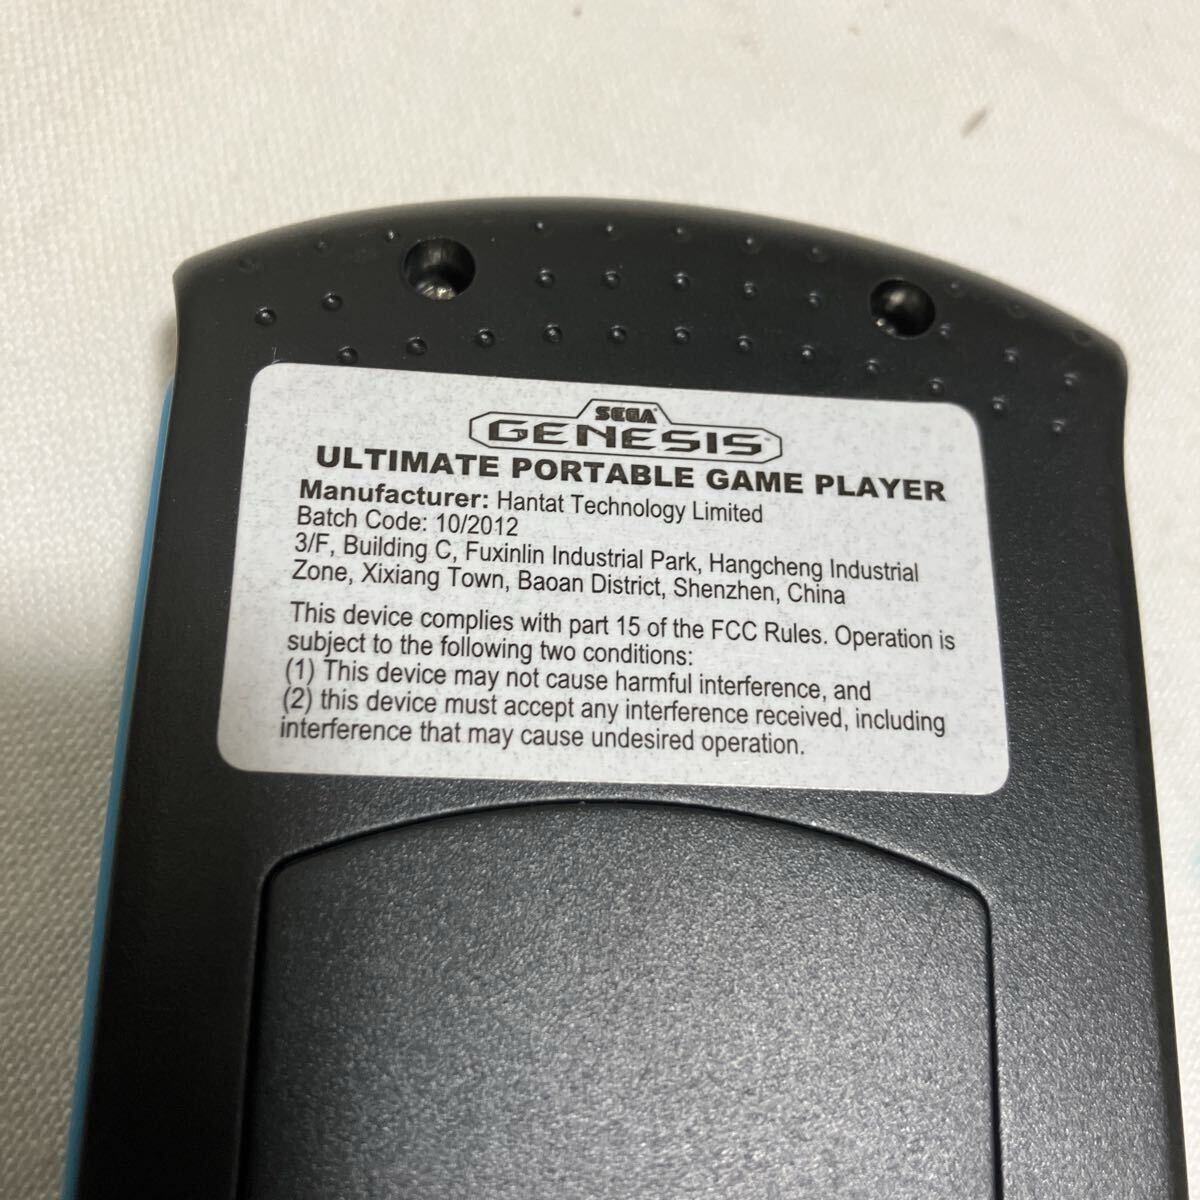 SEGA
GENESIS
ULTIMATE PORTABLE GAME PLAYER
Manufacturer: Hantat Technology Limited
Batch Code: 10/2012
3/F, Building C, Fuxinlin Industrial Park, Hangcheng Industrial
Zone, Xixiang Town, Baoan District, Shenzhen, China
This device complies with part 15 of the FCC Rules. Operation is
subject to the following two conditions:
(1) This device may not cause harmful interference, and
(2) this device must accept any interference received, including
interference that may cause undesired operation.